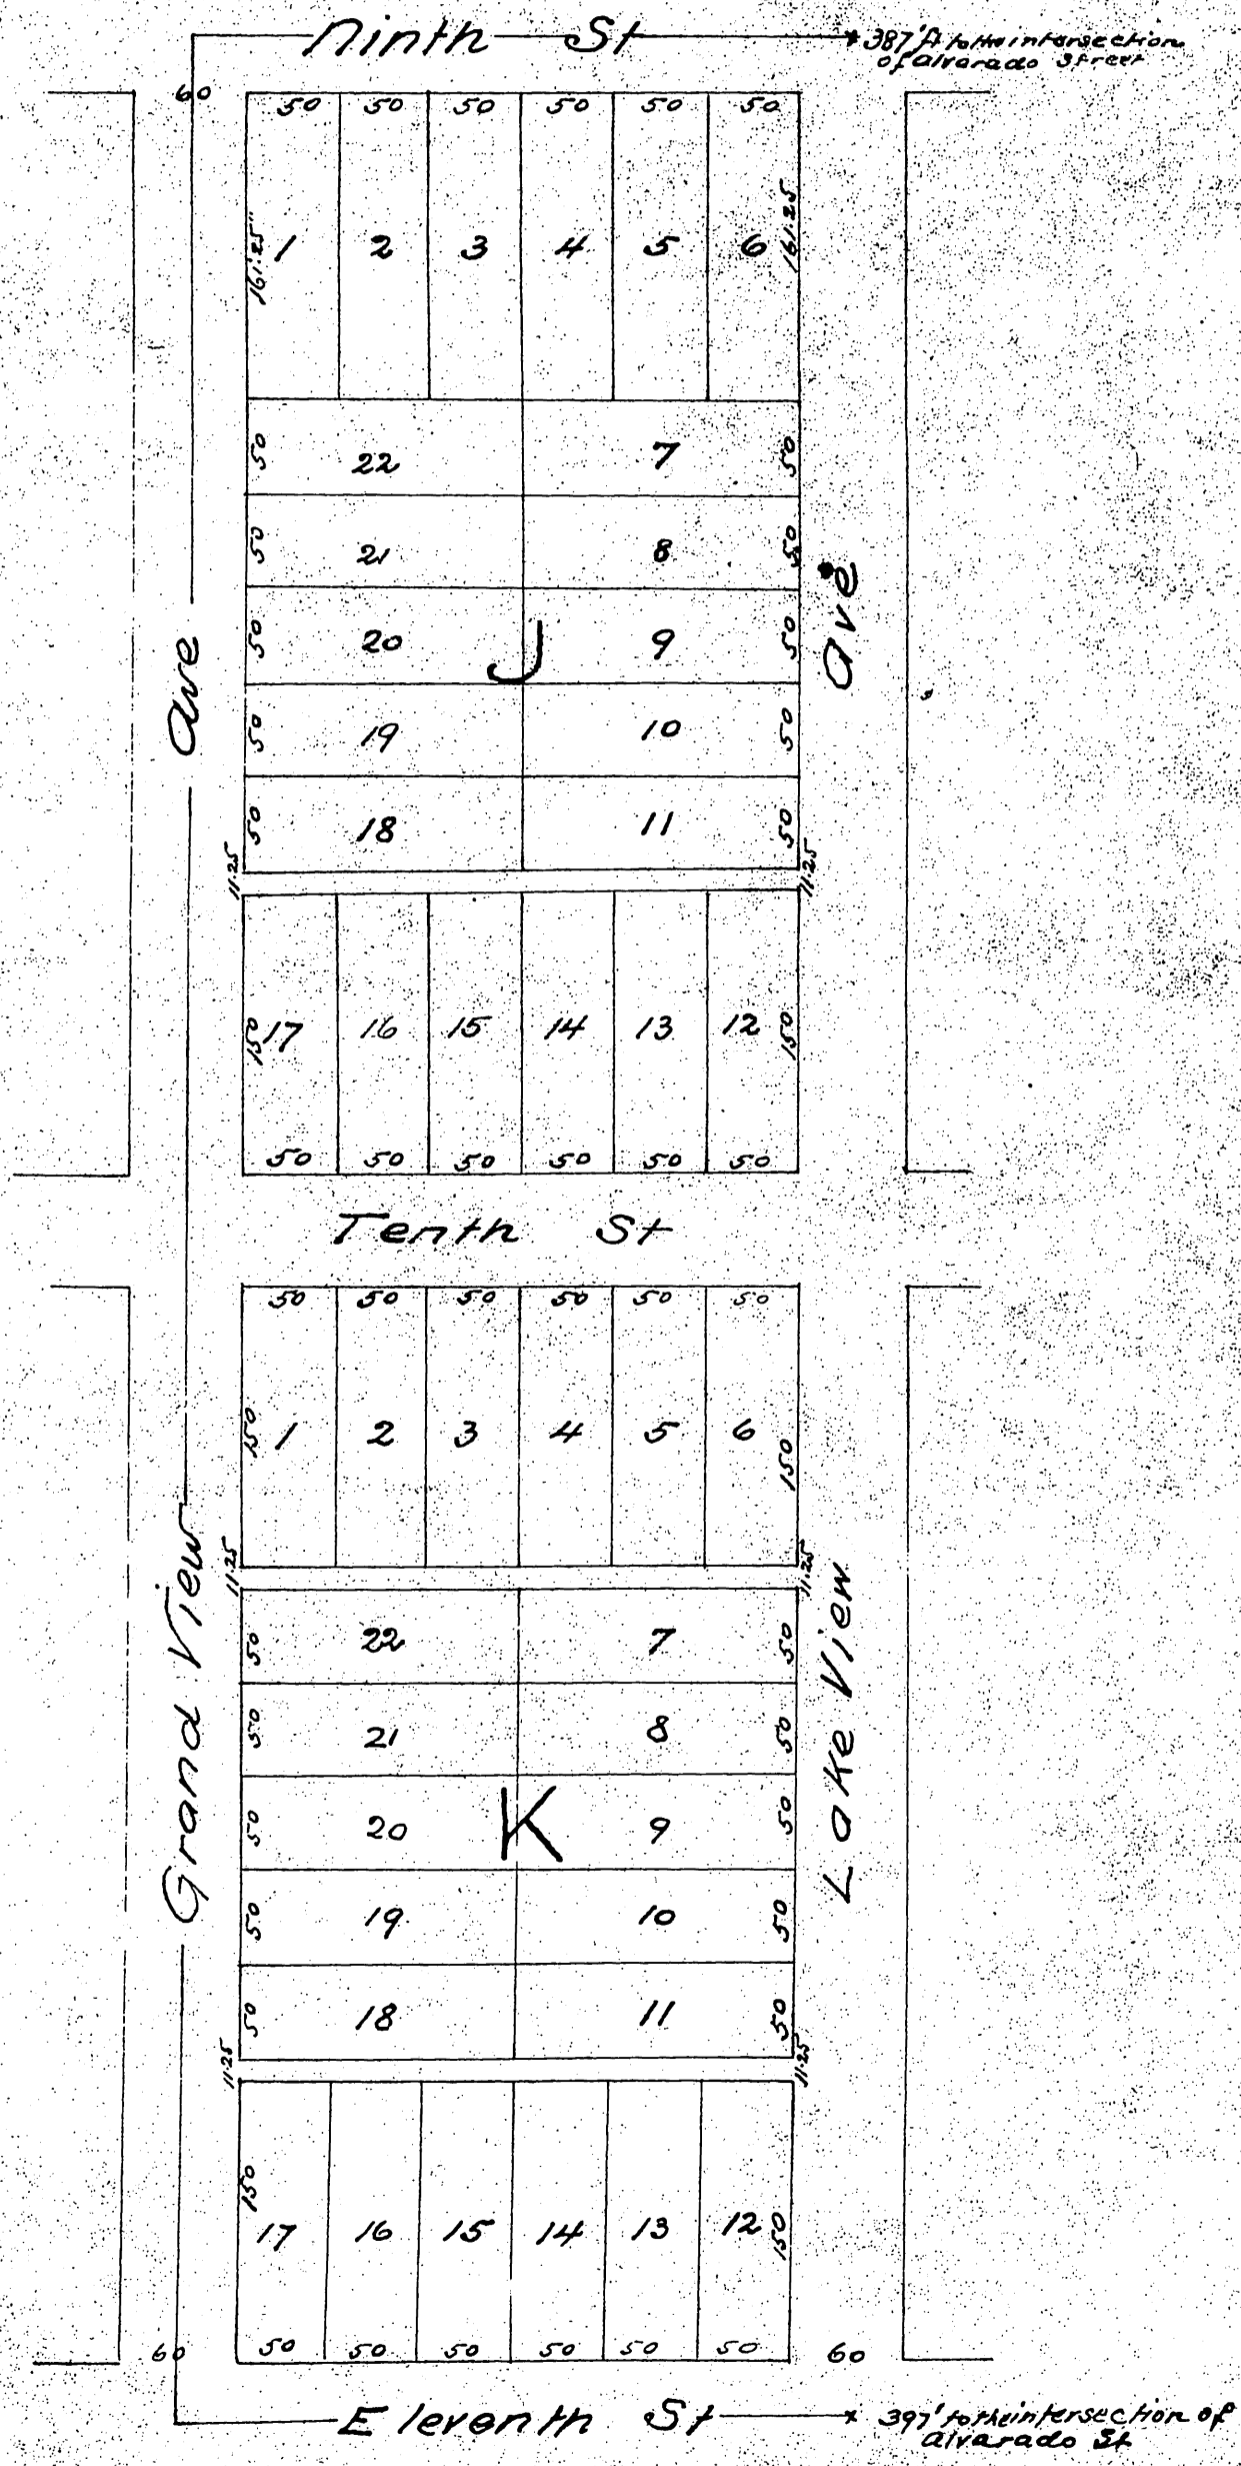 Ninth St
387' ft to the intersection
of alvarado Street
60
50 50 50 50 50 50
161.25" 1 2 3 4 5 6 161.25
50 22 7 50
50 21 8 50
50 20 J 9 50
50 19 10 50
50 18 11 50
11.25 11.25
150 17 16 15 14 13 12 150
50 50 50 50 50 50
Ave
Ave
Tenth St
50 50 50 50 50 50
150 1 2 3 4 5 6 150
11.25 11.25
50 22 7 50
50 21 8 50
50 20 K 9 50
50 19 10 50
50 18 11 50
11.25 11.25
150 17 16 15 14 13 12 150
60 50 50 50 50 50 50 60
Grand View
Lake View
Eleventh St
397' to the intersection of
alvarado St